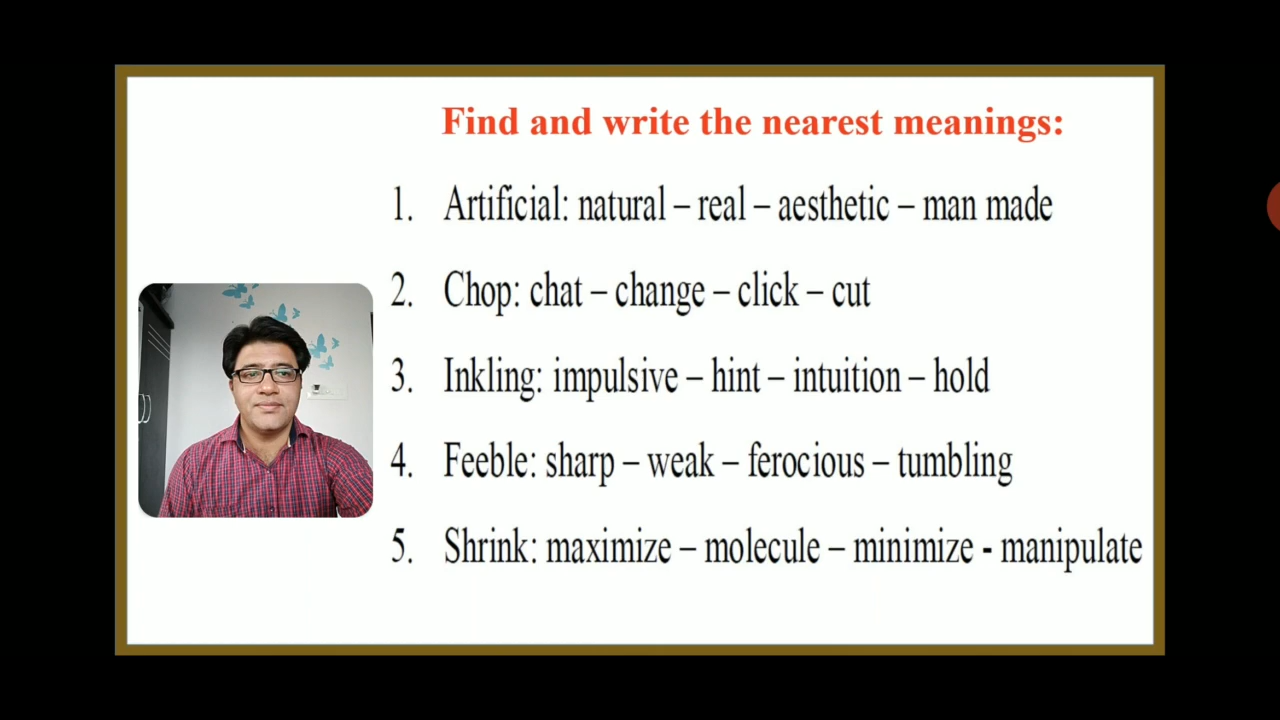 Find and write the nearest meanings:
1. Artificial: natural – real – aesthetic – man made
2. Chop: chat – change – click – cut
3. Inkling: impulsive – hint – intuition – hold
4. Feeble: sharp – weak – ferocious – tumbling
5. Shrink: maximize – molecule – minimize - manipulate